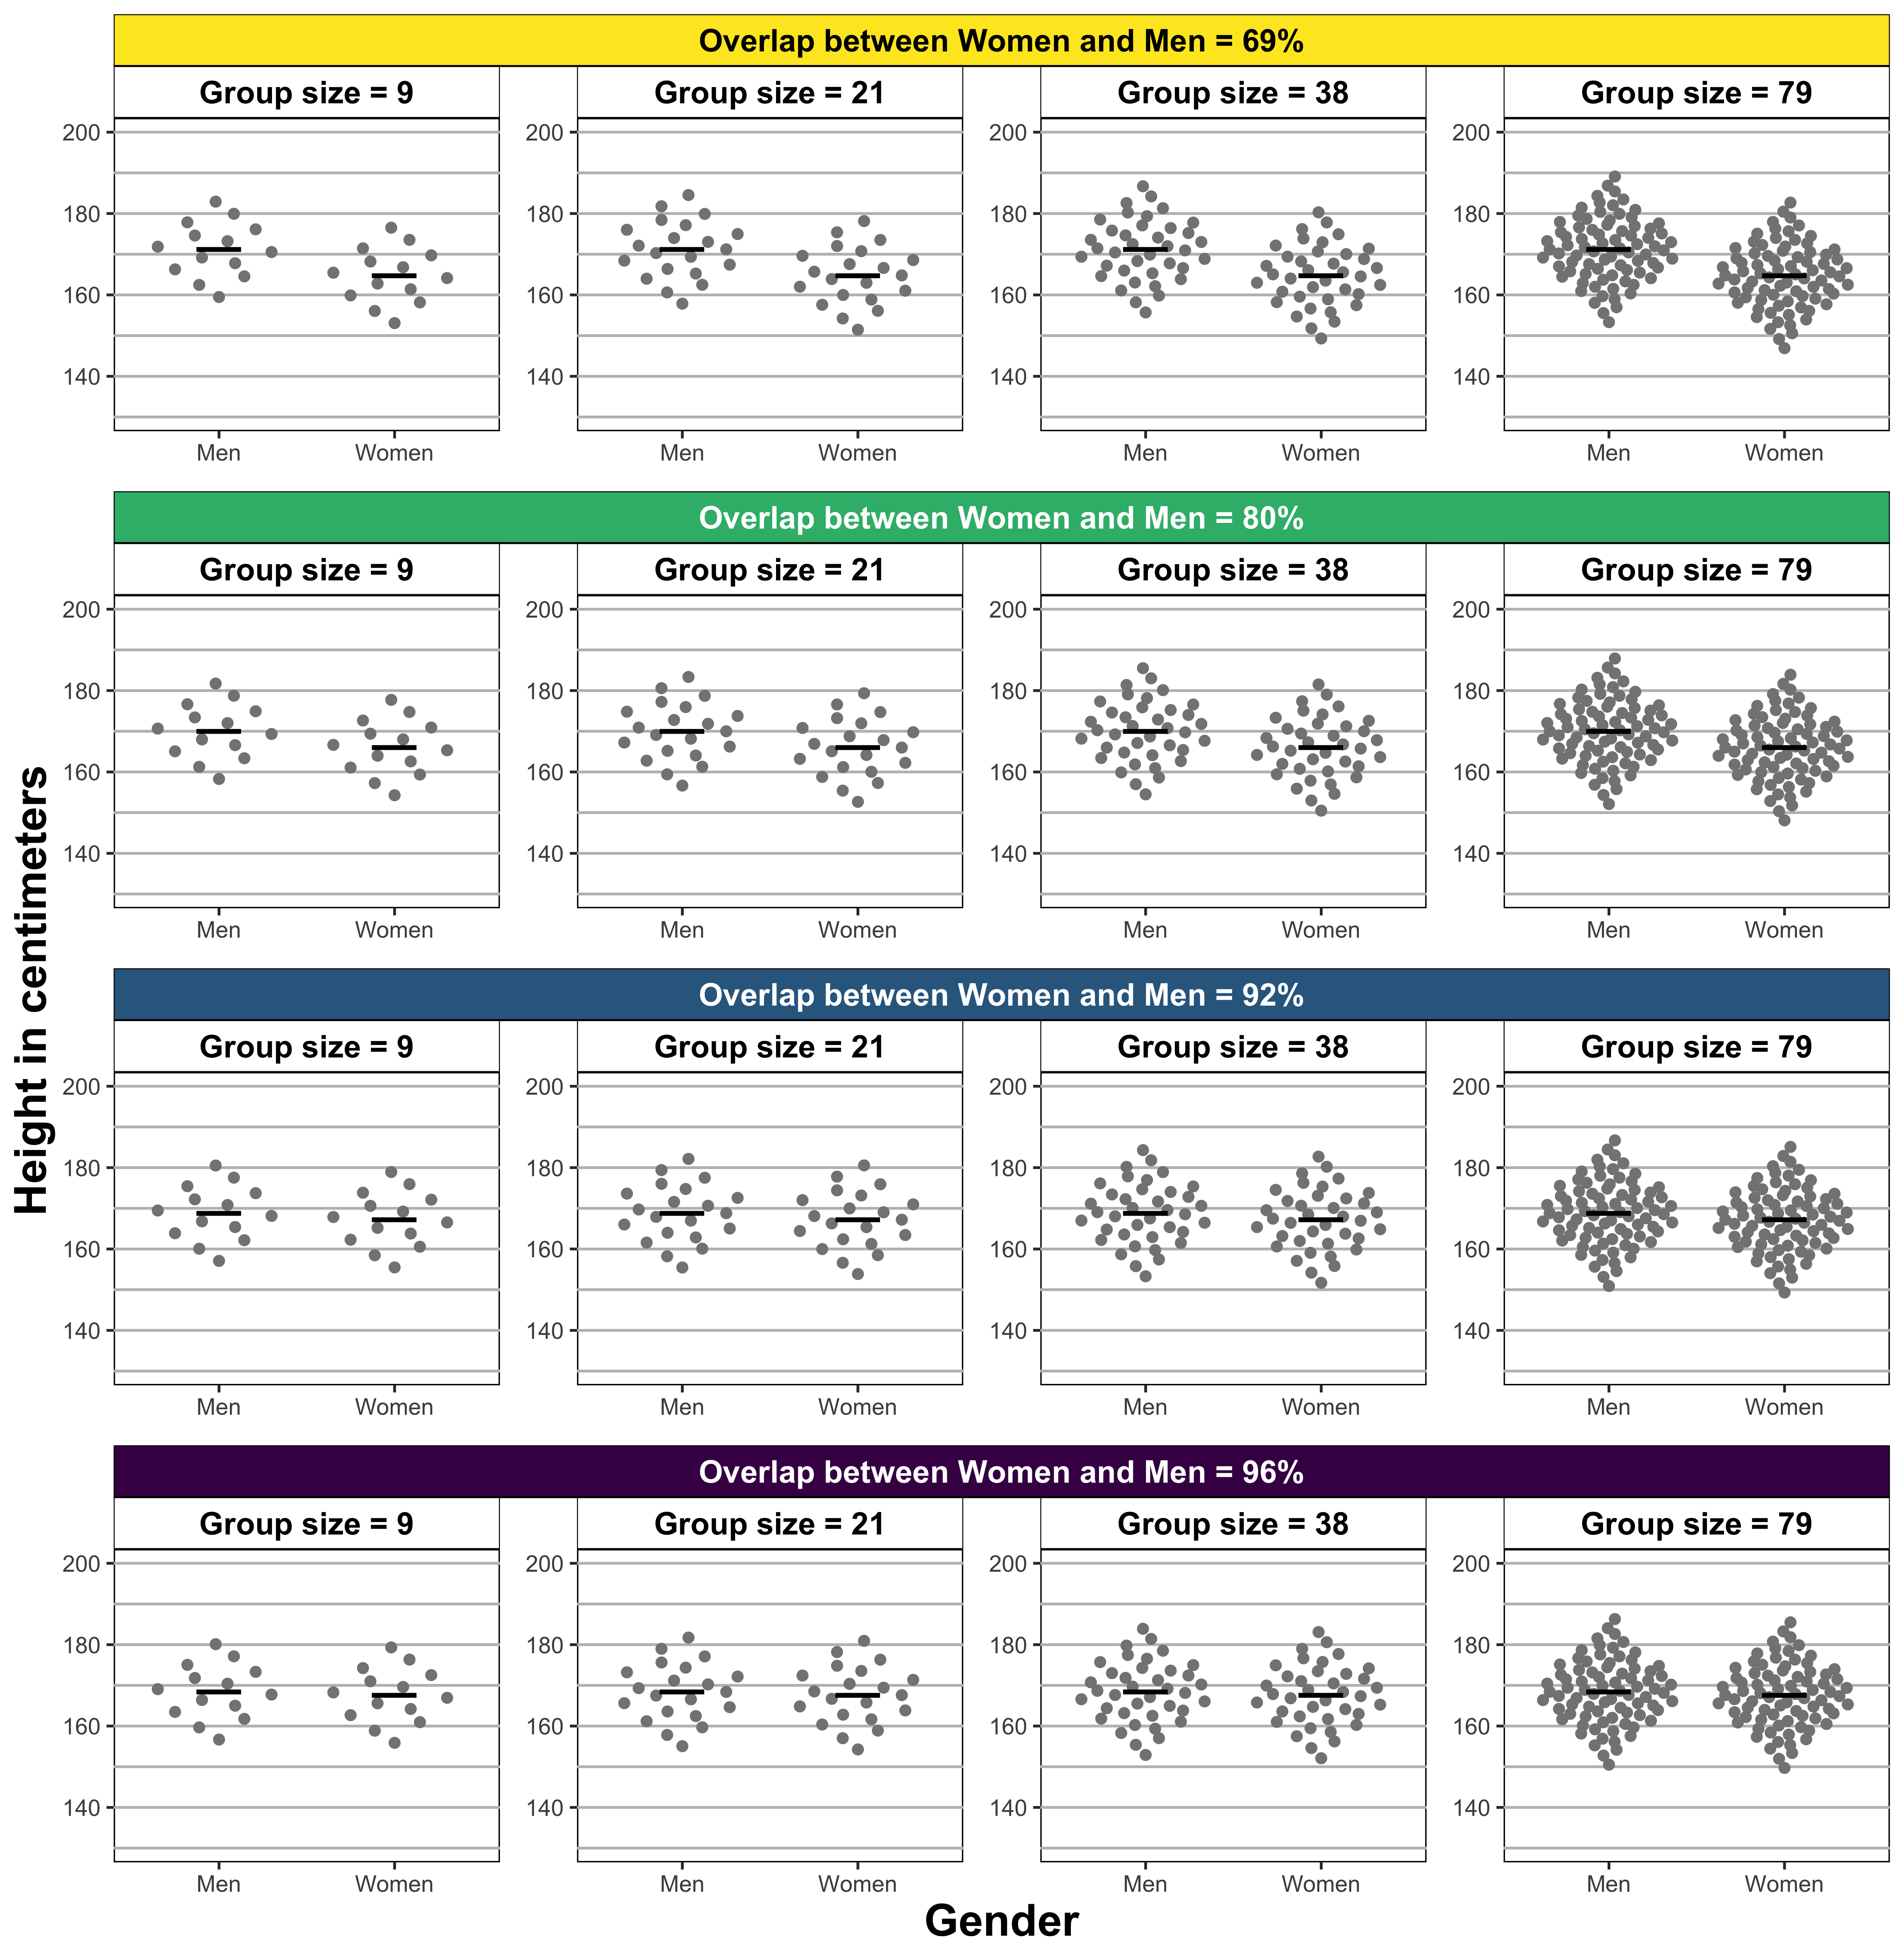 Overlap between Women and Men = 69%
Group size = 9
Group size = 21
Group size = 38
Group size = 79
200
180
160
140
200
180
160
140
200
180
160
140
200
180
160
140
Men Women
Men Women
Men Women
Men Women
Overlap between Women and Men = 80%
Group size = 9
Group size = 21
Group size = 38
Group size = 79
200
180
160
140
200
180
160
140
200
180
160
140
200
180
160
140
Men Women
Men Women
Men Women
Men Women
Height in centimeters
Overlap between Women and Men = 92%
Group size = 9
Group size = 21
Group size = 38
Group size = 79
200
180
160
140
200
180
160
140
200
180
160
140
200
180
160
140
Men Women
Men Women
Men Women
Men Women
Overlap between Women and Men = 96%
Group size = 9
Group size = 21
Group size = 38
Group size = 79
200
180
160
140
200
180
160
140
200
180
160
140
200
180
160
140
Men Women
Men Women
Men Women
Men Women
Gender